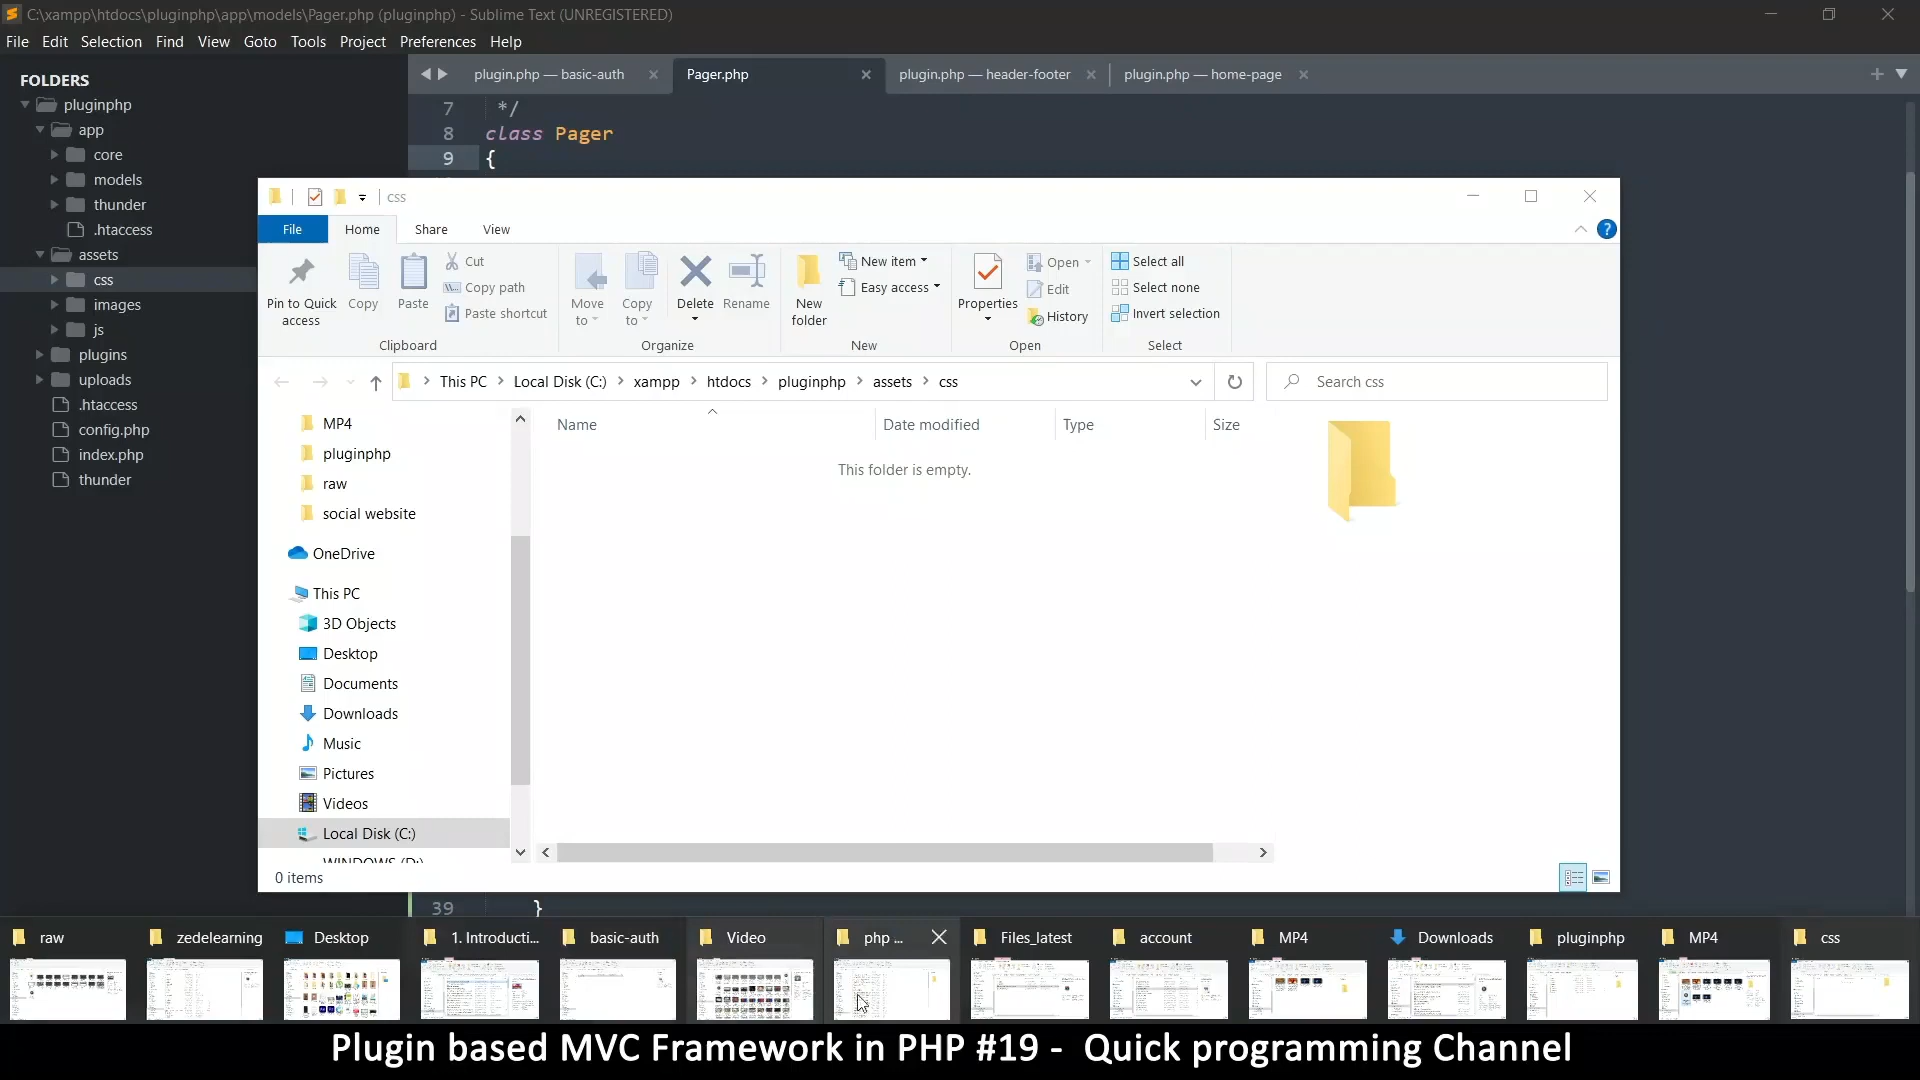 C:\xampp\htdocs\pluginphp\app\models\Pager.php (pluginphp) - Sublime Text (UNREGISTERED)
File Edit Selection Find View Goto Tools Project Preferences Help
FOLDERS
pluginphp
app
core
models
thunder
.htaccess
assets
css
images
js
plugins
uploads
.htaccess
config.php
index.php
thunder
plugin.php — basic-auth
Pager.php
plugin.php — header-footer
plugin.php — home-page
7 */
8 class Pager
9 {
css
File Home Share View
Pin to Quick access
Copy
Paste
Cut
Copy path
Paste shortcut
Clipboard
Move to
Copy to
Delete
Rename
Organize
New folder
New item
Easy access
New
Properties
Open
Edit
History
Open
Select all
Select none
Invert selection
Select
This PC > Local Disk (C:) > xampp > htdocs > pluginphp > assets > css
Search css
MP4
pluginphp
raw
social website
OneDrive
This PC
3D Objects
Desktop
Documents
Downloads
Music
Pictures
Videos
Local Disk (C:)
WINDOWS (D:)
Name Date modified Type Size
This folder is empty.
0 items
39 }
raw
zedelearning
Desktop
1. Introducti...
basic-auth
Video
php ...
Files_latest
account
MP4
Downloads
pluginphp
MP4
css
Plugin based MVC Framework in PHP #19 - Quick programming Channel